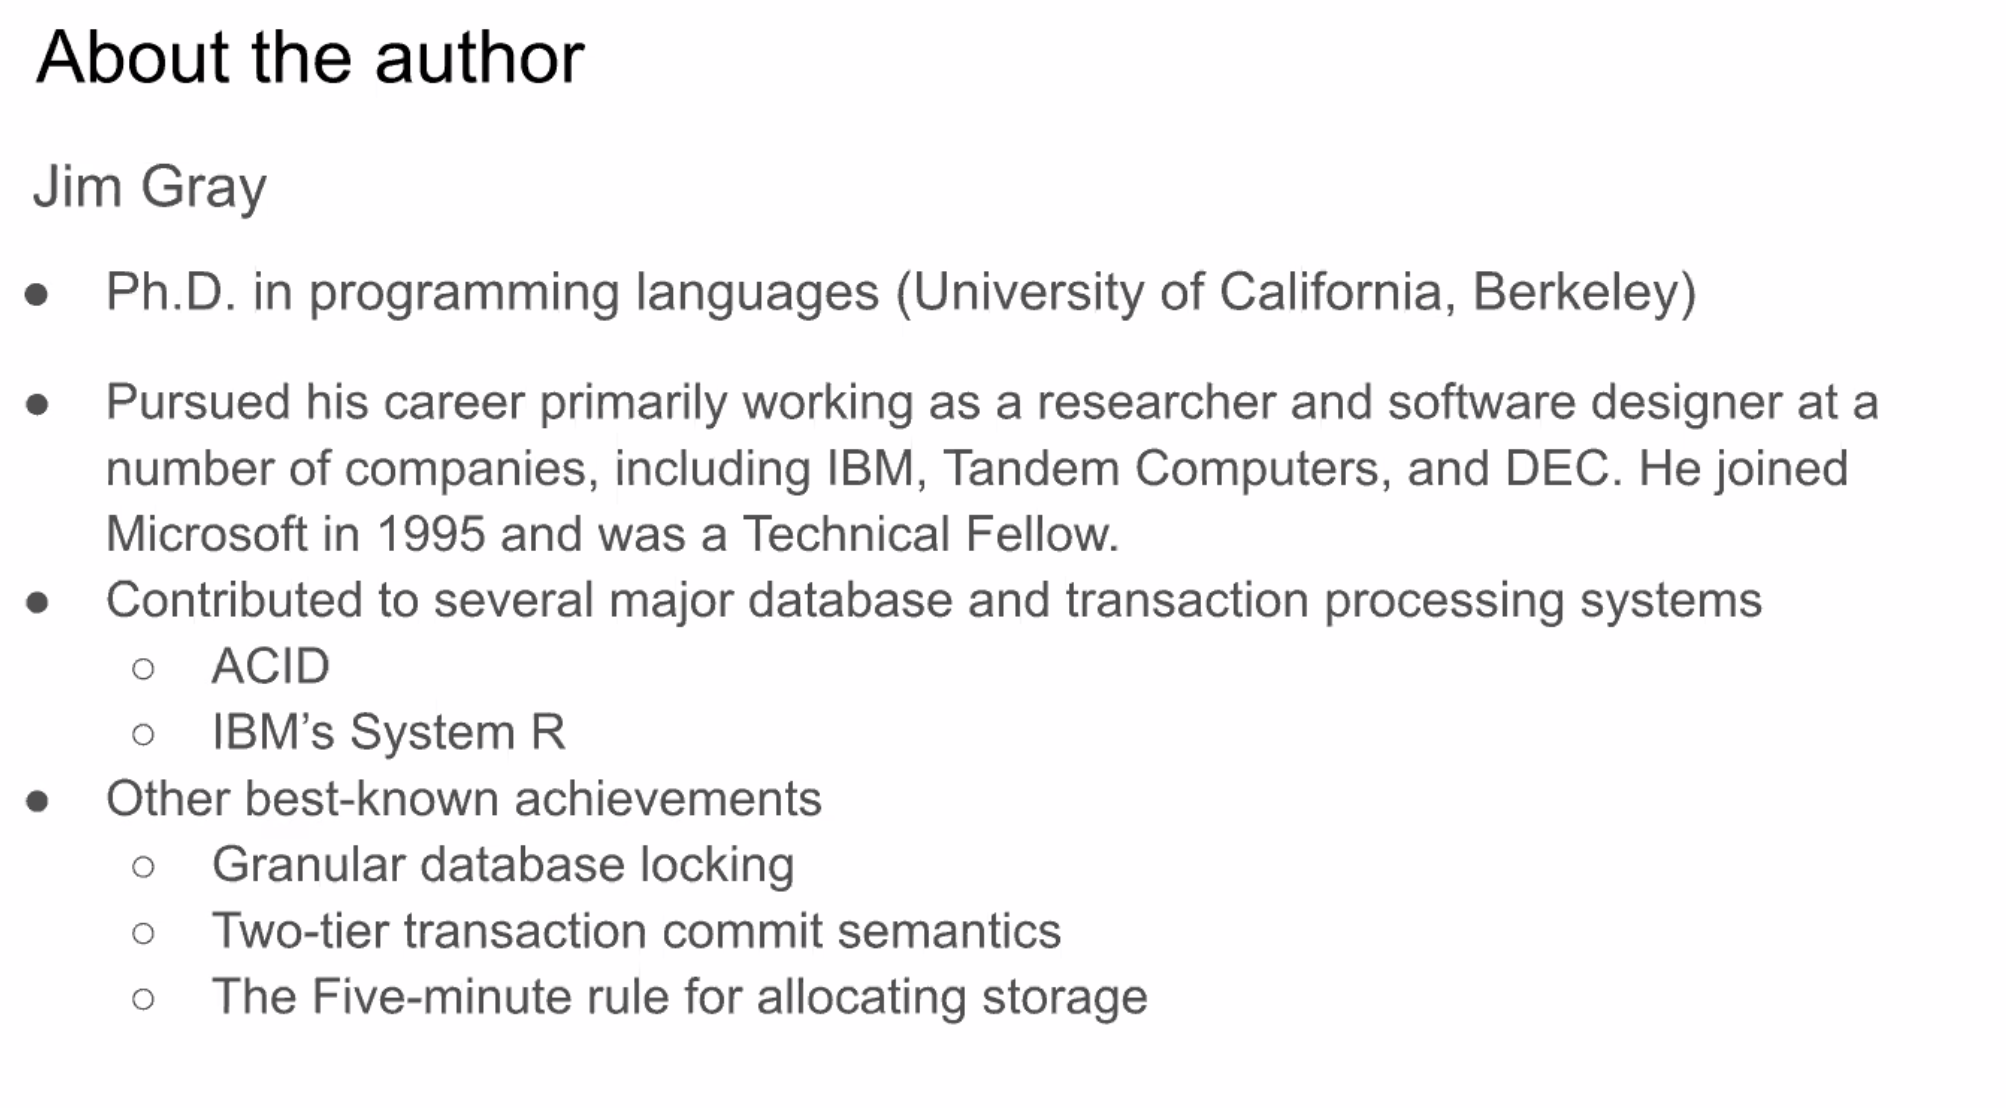 About the author
Jim Gray
● Ph.D. in programming languages (University of California, Berkeley)
● Pursued his career primarily working as a researcher and software designer at a
number of companies, including IBM, Tandem Computers, and DEC. He joined
Microsoft in 1995 and was a Technical Fellow.
● Contributed to several major database and transaction processing systems
○ ACID
○ IBM’s System R
● Other best-known achievements
○ Granular database locking
○ Two-tier transaction commit semantics
○ The Five-minute rule for allocating storage